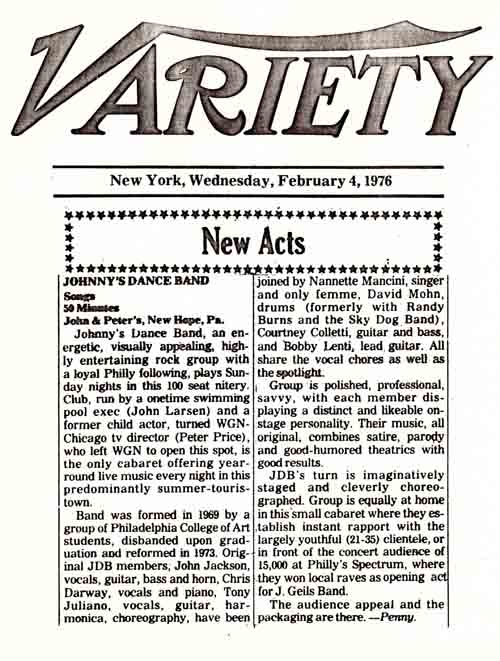 VARIETY
New York, Wednesday, February 4, 1976
New Acts
JOHNNY'S DANCE BAND
Songs
50 Minutes
John & Peter's, New Hope, Pa.
Johnny's Dance Band, an en-
ergetic, visually appealing, high-
ly entertaining rock group with
a loyal Philly following, plays Sun-
day nights in this 100 seat nitery.
Club, run by a onetime swimming
pool exec (John Larsen) and a
former child actor, turned WGN-
Chicago tv director (Peter Price),
who left WGN to open this spot, is
the only cabaret offering year-
round live music every night in this
predominantly summer-touris-
town.
Band was formed in 1969 by a
group of Philadelphia College of Art
students, disbanded upon grad-
uation and reformed in 1973. Orig-
inal JDB members; John Jackson,
vocals, guitar, bass and horn, Chris
Darway, vocals and piano, Tony
Juliano, vocals, guitar, har-
monica, choreography, have been
joined by Nannette Mancini, singer
and only femme, David Mohn,
drums (formerly with Randy
Burns and the Sky Dog Band),
Courtney Colletti, guitar and bass,
and Bobby Lenti, lead guitar. All
share the vocal chores as well as
the spotlight.
Group is polished, professional,
savvy, with each member dis-
playing a distinct and likeable on-
stage personality. Their music, all
original, combines satire, parody
and good-humored theatrics with
good results.
JDB's turn is imaginatively
staged and cleverly choreo-
graphed. Group is equally at home
in this small cabaret where they es-
tablish instant rapport with the
largely youthful (21-35) clientele, or
in front of the concert audience of
15,000 at Philly's Spectrum, where
they won local raves as opening act
for J. Geils Band.
The audience appeal and the
packaging are there. —Penny.